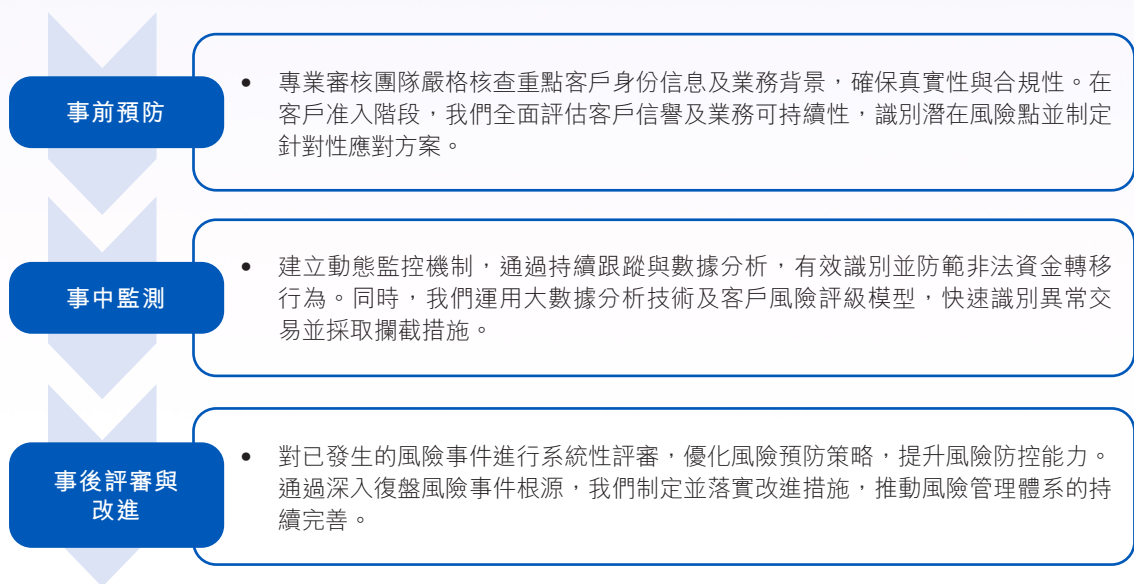 事前預防
• 專業審核團隊嚴格核查重點客戶身份信息及業務背景，確保真實性與合規性。在
客戶准入階段，我們全面評估客戶信譽及業務可持續性，識別潛在風險點並制定
針對性應對方案。
事中監測
• 建立動態監控機制，通過持續跟蹤與數據分析，有效識別並防範非法資金轉移
行為。同時，我們運用大數據分析技術及客戶風險評級模型，快速識別異常交
易並採取攔截措施。
事後評審與
改進
• 對已發生的風險事件進行系統性評審，優化風險預防策略，提升風險防控能力。
通過深入復盤風險事件根源，我們制定並落實改進措施，推動風險管理體系的持
續完善。